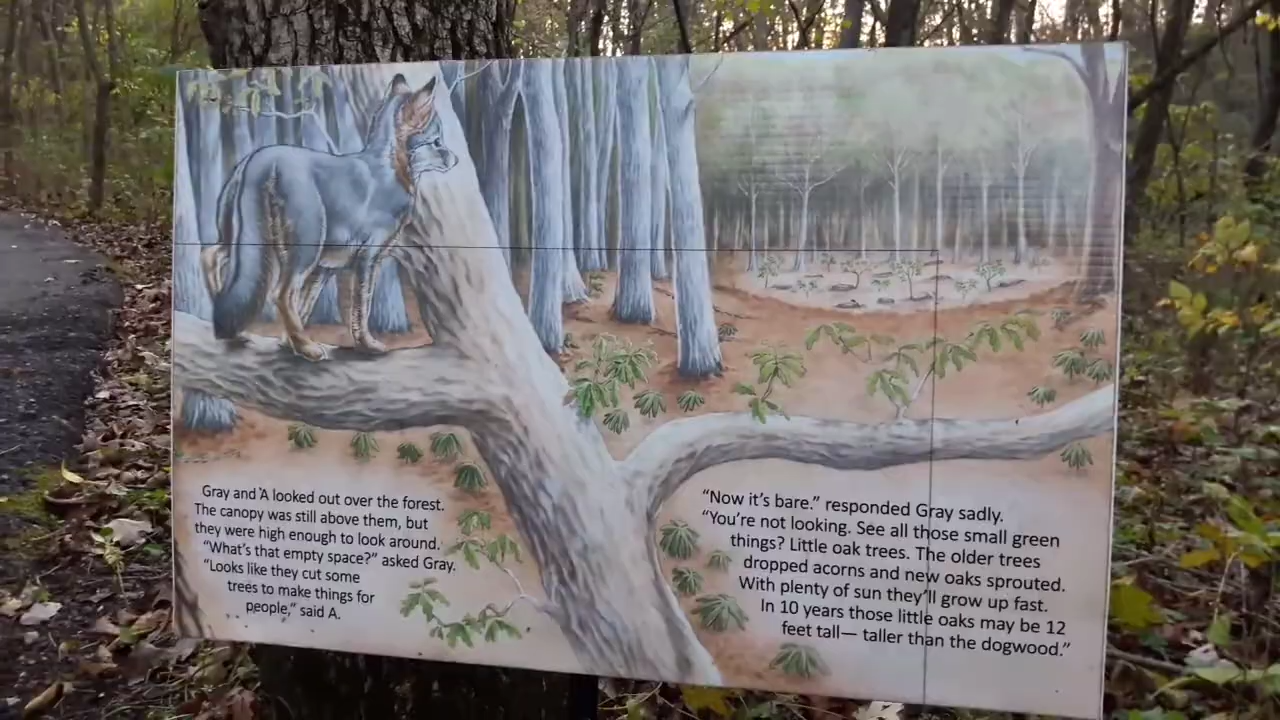 Gray and 'A looked out over the forest.
The canopy was still above them, but
they were high enough to look around.
"What's that empty space?" asked Gray.
"Looks like they cut some
trees to make things for
people," said A.
"Now it's bare." responded Gray sadly.
"You're not looking. See all those small green
things? Little oak trees. The older trees
dropped acorns and new oaks sprouted.
With plenty of sun they'll grow up fast.
In 10 years those little oaks may be 12
feet tall— taller than the dogwood."